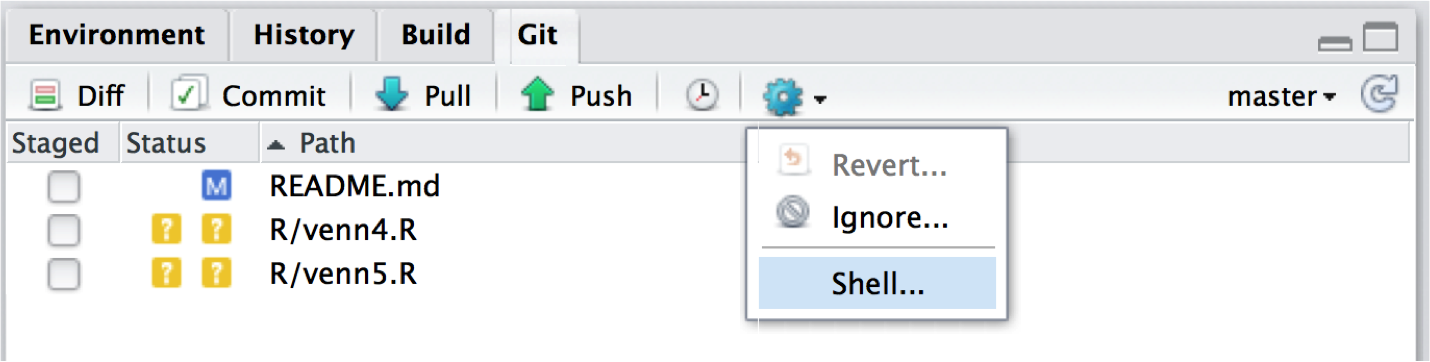 Environment History Build Git
Diff Commit Pull Push master
Staged Status Path
Revert...
M README.md
Ignore...
? ? R/venn4.R
? ? R/venn5.R
Shell...